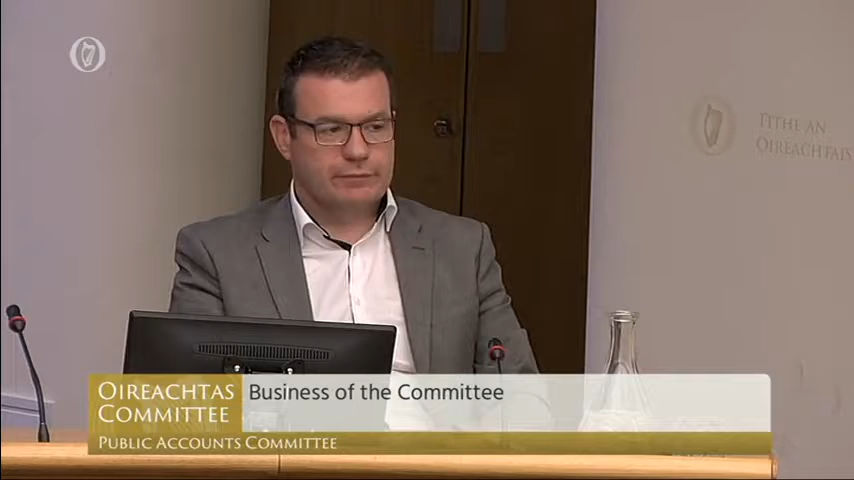 TITHE AN
OIREACHTAIS
OIREACHTAS
COMMITTEE
Business of the Committee
PUBLIC ACCOUNTS COMMITTEE